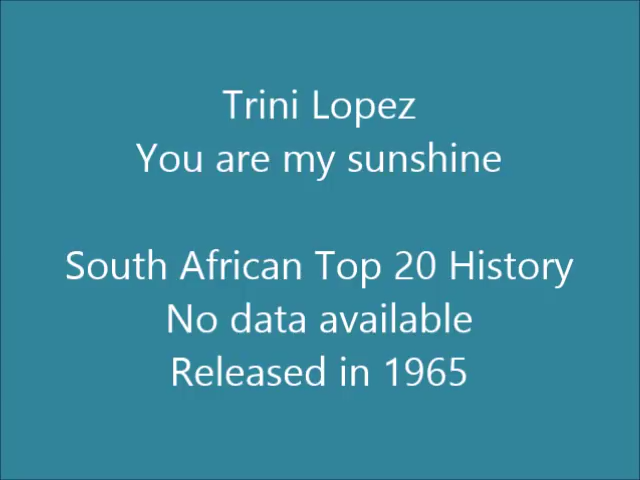 Trini Lopez
You are my sunshine
South African Top 20 History
No data available
Released in 1965